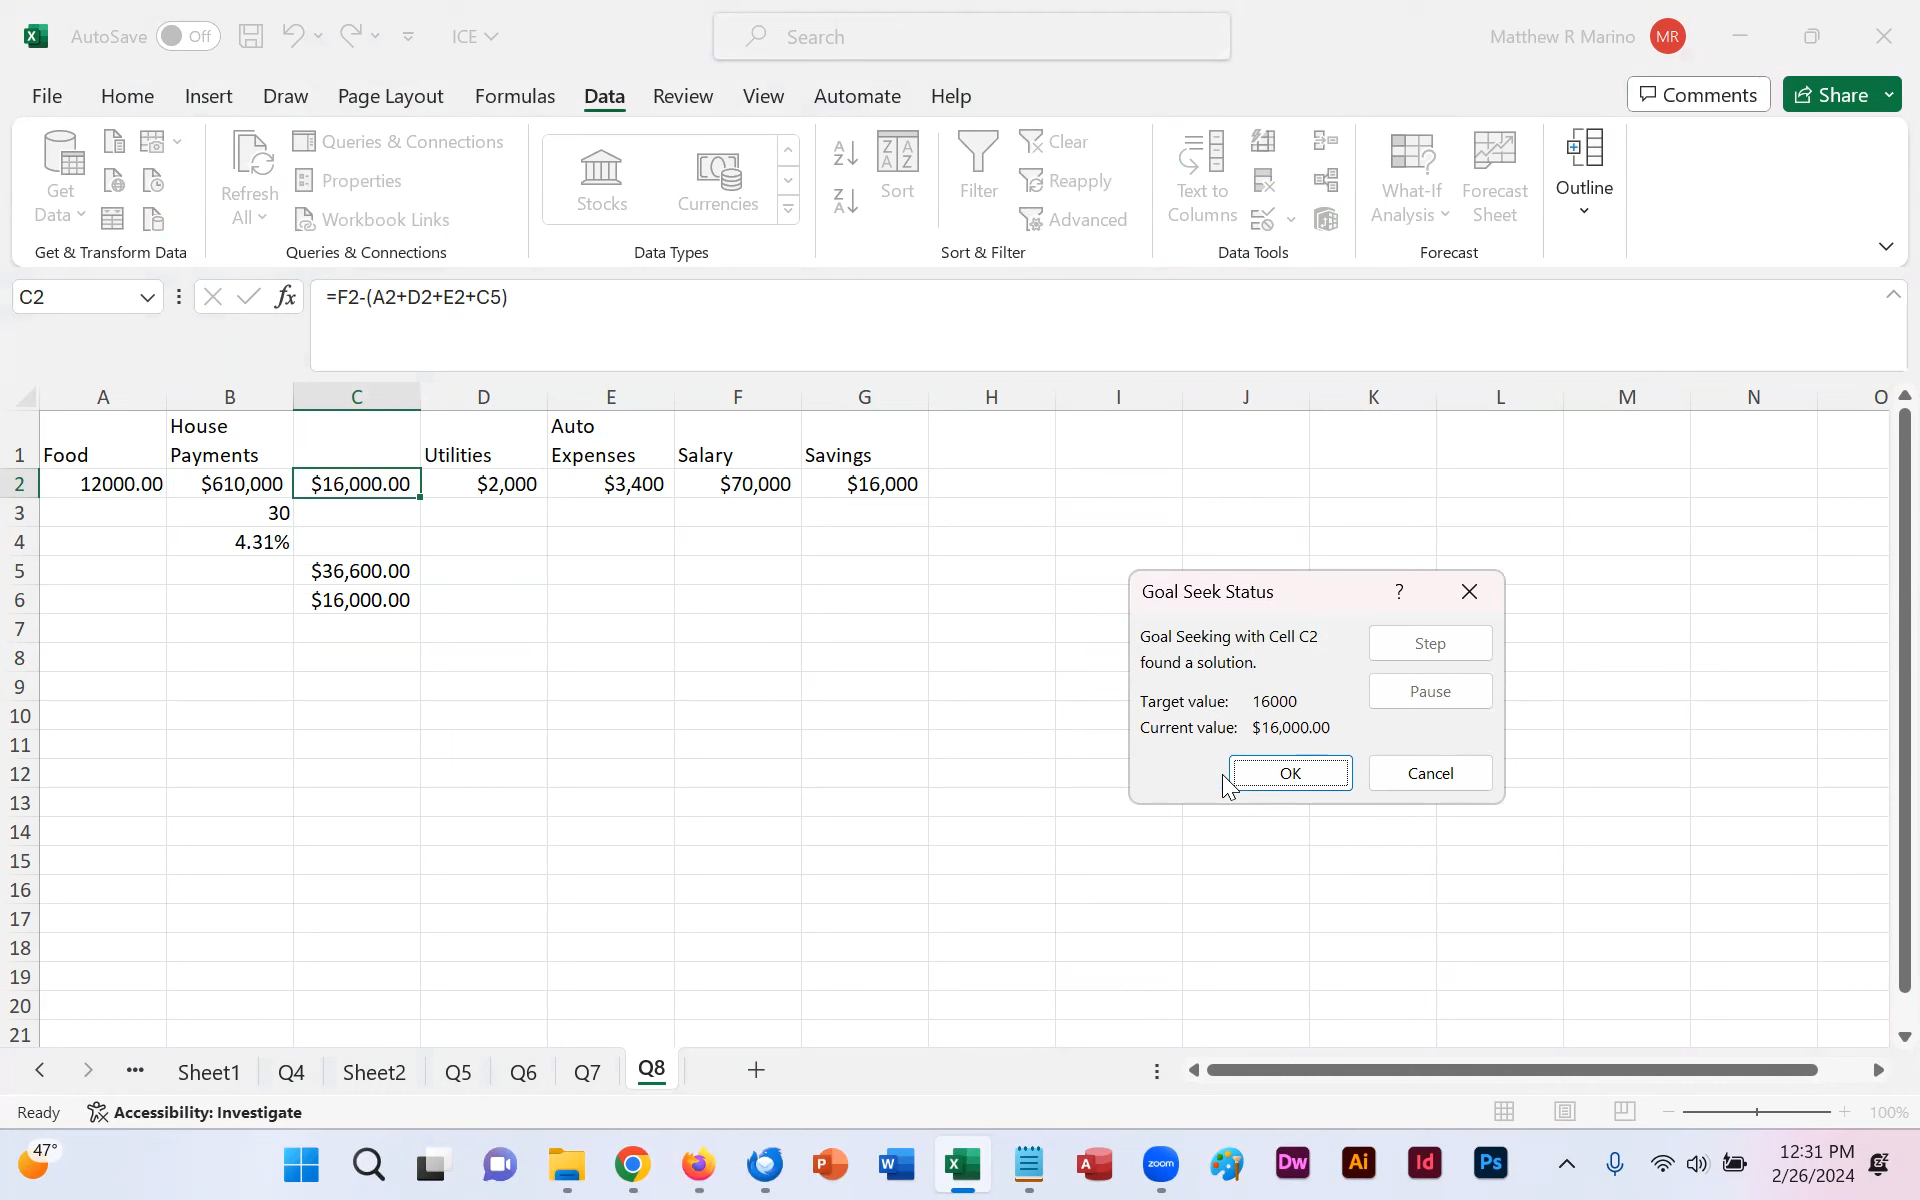 AutoSave Off ICE Search Matthew R Marino MR
File Home Insert Draw Page Layout Formulas Data Review View Automate Help Comments Share
Get Data
Refresh All
Queries & Connections
Properties
Workbook Links
Stocks
Currencies
Sort
Filter
Clear
Reapply
Advanced
Text to Columns
What-If Analysis
Forecast Sheet
Outline
Get & Transform Data Queries & Connections Data Types Sort & Filter Data Tools Forecast
C2 fx =F2-(A2+D2+E2+C5)
A B C D E F G H I J K L M N O
House Auto
1 Food Payments Utilities Expenses Salary Savings
2 12000.00 $610,000 $16,000.00 $2,000 $3,400 $70,000 $16,000
3 30
4 4.31%
5 $36,600.00
6 $16,000.00
7
8
9
10
11
12
13
14
15
16
17
18
19
20
21
Goal Seek Status ?
Goal Seeking with Cell C2
found a solution.
Target value: 16000
Current value: $16,000.00
Step
Pause
OK Cancel
Sheet1 Q4 Sheet2 Q5 Q6 Q7 Q8
Ready Accessibility: Investigate 100%
47° P W X A zoom Dw Ai Id Ps 12:31 PM
2/26/2024